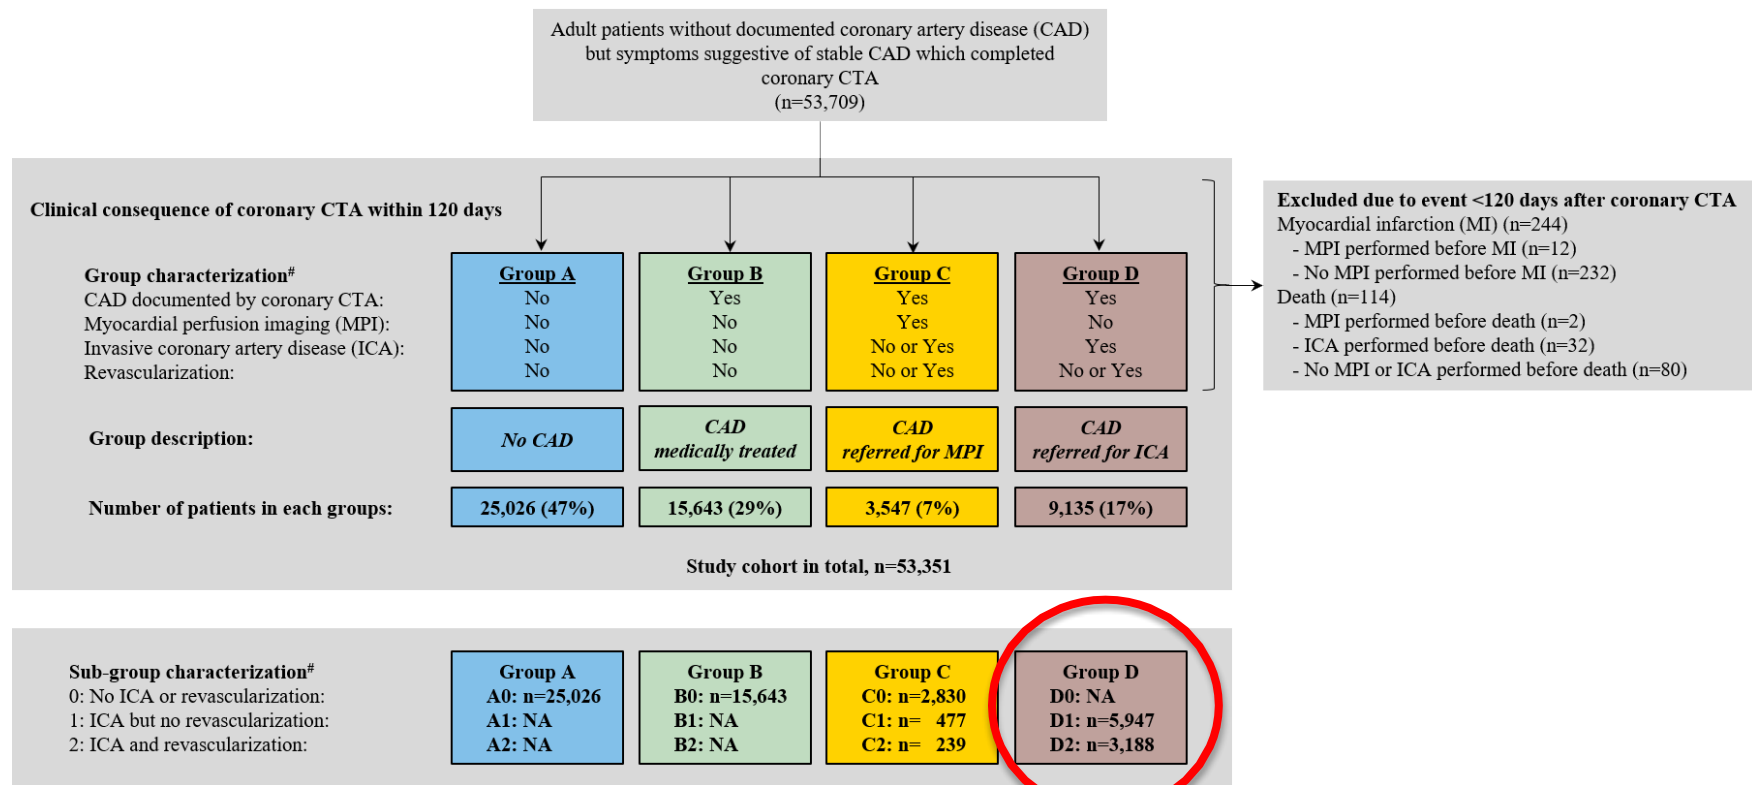 Adult patients without documented coronary artery disease (CAD)
but symptoms suggestive of stable CAD which completed
coronary CTA
(n=53,709)
Clinical consequence of coronary CTA within 120 days
Group characterization#
CAD documented by coronary CTA:
Myocardial perfusion imaging (MPI):
Invasive coronary artery disease (ICA):
Revascularization:
Group A
No
No
No
No
Group B
Yes
No
No
No
Group C
Yes
Yes
No or Yes
No or Yes
Group D
Yes
No
Yes
No or Yes
Excluded due to event <120 days after coronary CTA
Myocardial infarction (MI) (n=244)
- MPI performed before MI (n=12)
- No MPI performed before MI (n=232)
Death (n=114)
- MPI performed before death (n=2)
- ICA performed before death (n=32)
- No MPI or ICA performed before death (n=80)
Group description:
No CAD
CAD
medically treated
CAD
referred for MPI
CAD
referred for ICA
Number of patients in each groups:
25,026 (47%)
15,643 (29%)
3,547 (7%)
9,135 (17%)
Study cohort in total, n=53,351
Sub-group characterization#
0: No ICA or revascularization:
1: ICA but no revascularization:
2: ICA and revascularization:
Group A
A0: n=25,026
A1: NA
A2: NA
Group B
B0: n=15,643
B1: NA
B2: NA
Group C
C0: n=2,830
C1: n= 477
C2: n= 239
Group D
D0: NA
D1: n=5,947
D2: n=3,188